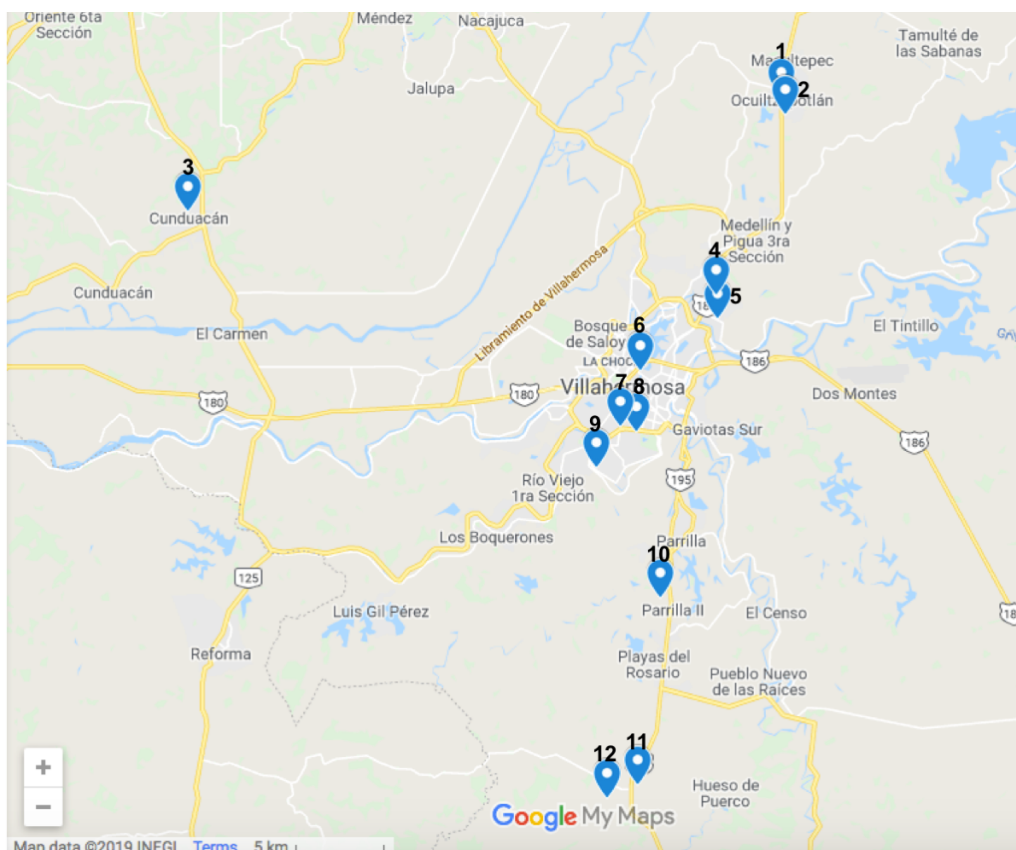 Oriente 6ta
Sección
Méndez
Nacajuca
Tamulté de
las Sabanas
1
Jalupa
2
3
Cunduacán
Medellín y
Pigua 3ra
Sección
4
5
Cunduacán
Libramiento de Villahermosa
El Carmen
Bosque
de Saloy
6
El Tintillo
LA CHOC
186
180
180
7
Villahermosa
8
Dos Montes
9
Gaviotas Sur
186
Río Viejo
1ra Sección
195
Los Boquerones
Parrilla
10
125
Luis Gil Pérez
Parrilla II
El Censo
Reforma
Playas del
Rosario
Pueblo Nuevo
de las Raíces
12
11
Hueso de
Puerco
+
−
Google My Maps
Map data ©2019 INEGI
Terms
5 km